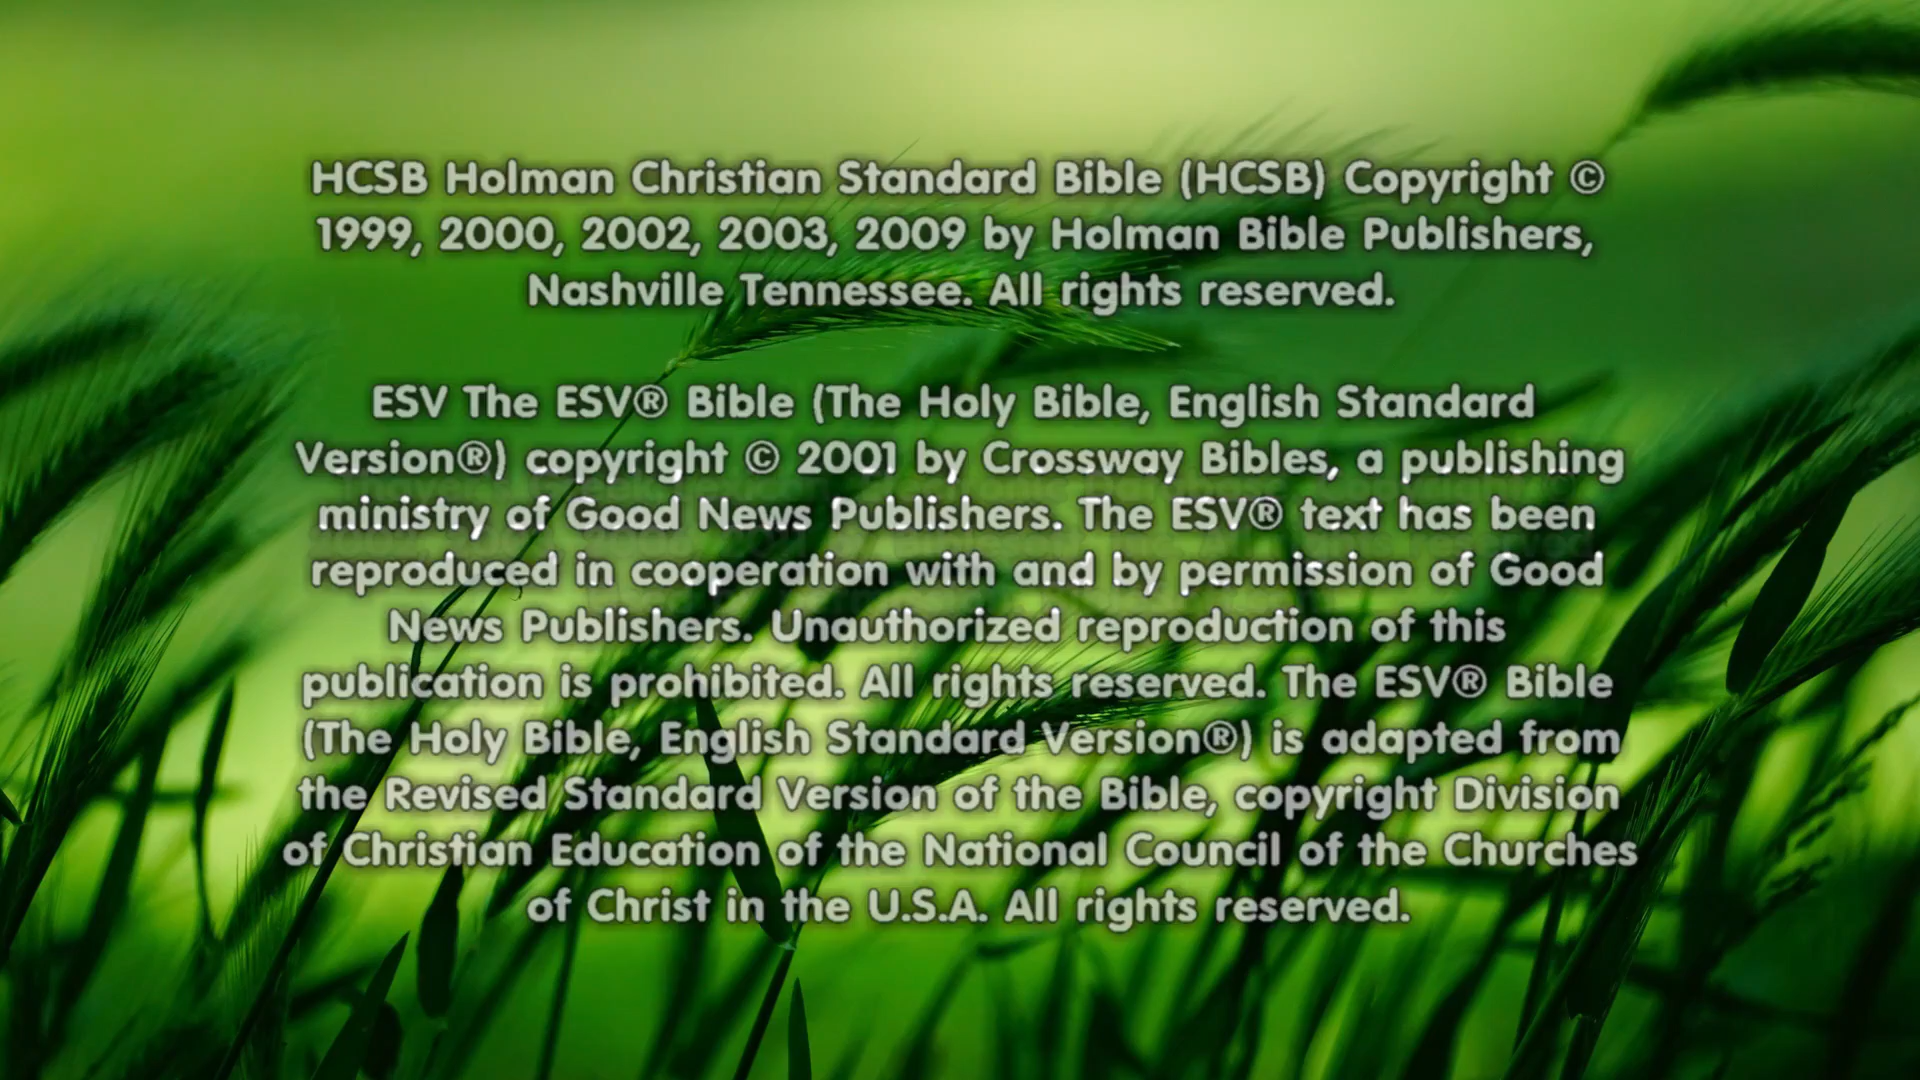 HCSB Holman Christian Standard Bible (HCSB) Copyright ©
1999, 2000, 2002, 2003, 2009 by Holman Bible Publishers,
Nashville Tennessee. All rights reserved.
ESV The ESV® Bible (The Holy Bible, English Standard
Version®) copyright © 2001 by Crossway Bibles, a publishing
ministry of Good News Publishers. The ESV® text has been
reproduced in cooperation with and by permission of Good
News Publishers. Unauthorized reproduction of this
publication is prohibited. All rights reserved. The ESV® Bible
(The Holy Bible, English Standard Version®) is adapted from
the Revised Standard Version of the Bible, copyright Division
of Christian Education of the National Council of the Churches
of Christ in the U.S.A. All rights reserved.